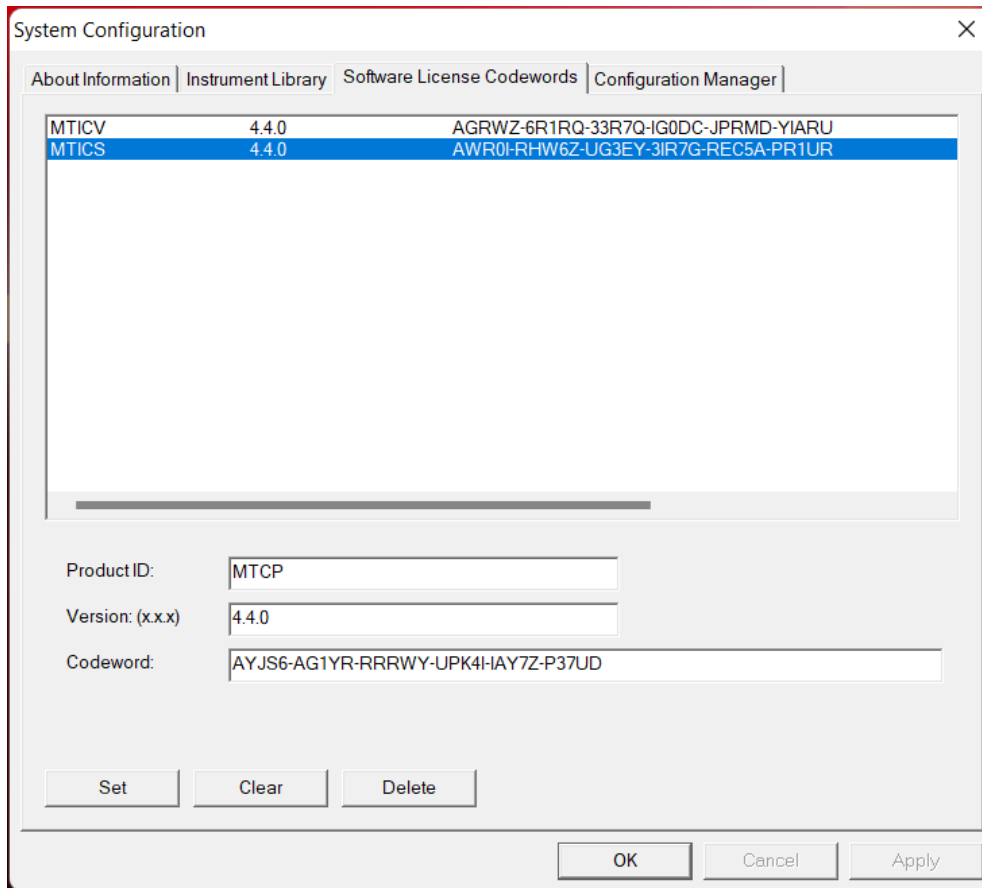 System Configuration
About Information Instrument Library Software License Codewords Configuration Manager
MTICV 4.4.0 AGRWZ-6R1RQ-33R7Q-IG0DC-JPRMD-YIARU
MTICS 4.4.0 AWR0I-RHW6Z-UG3EY-3IR7G-REC5A-PR1UR
Product ID: MTCP
Version: (x.x.x) 4.4.0
Codeword: AYJS6-AG1YR-RRRWY-UPK4I-IAY7Z-P37UD
Set Clear Delete
OK Cancel Apply